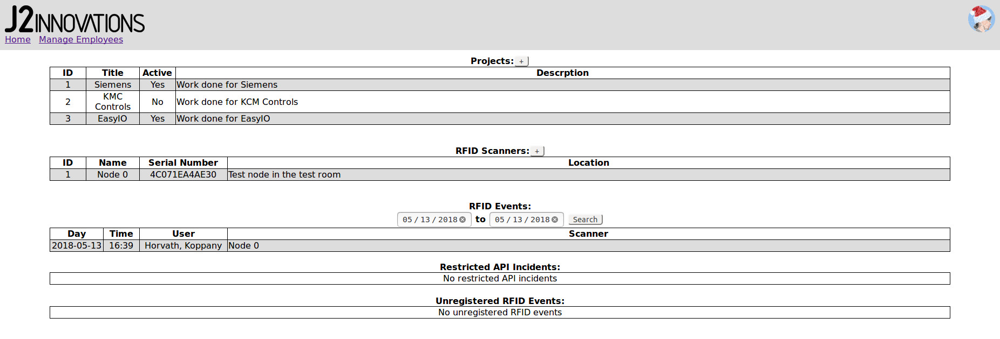 J2 INNOVATIONS
Home Manage Employees
Projects: +
ID Title Active Descrption
1 Siemens Yes Work done for Siemens
2 KMC Controls No Work done for KCM Controls
3 EasyIO Yes Work done for EasyIO
RFID Scanners: +
ID Name Serial Number Location
1 Node 0 4C071EA4AE30 Test node in the test room
RFID Events:
05 / 13 / 2018 to 05 / 13 / 2018 Search
Day Time User Scanner
2018-05-13 16:39 Horvath, Koppany Node 0
Restricted API Incidents:
No restricted API incidents
Unregistered RFID Events:
No unregistered RFID events